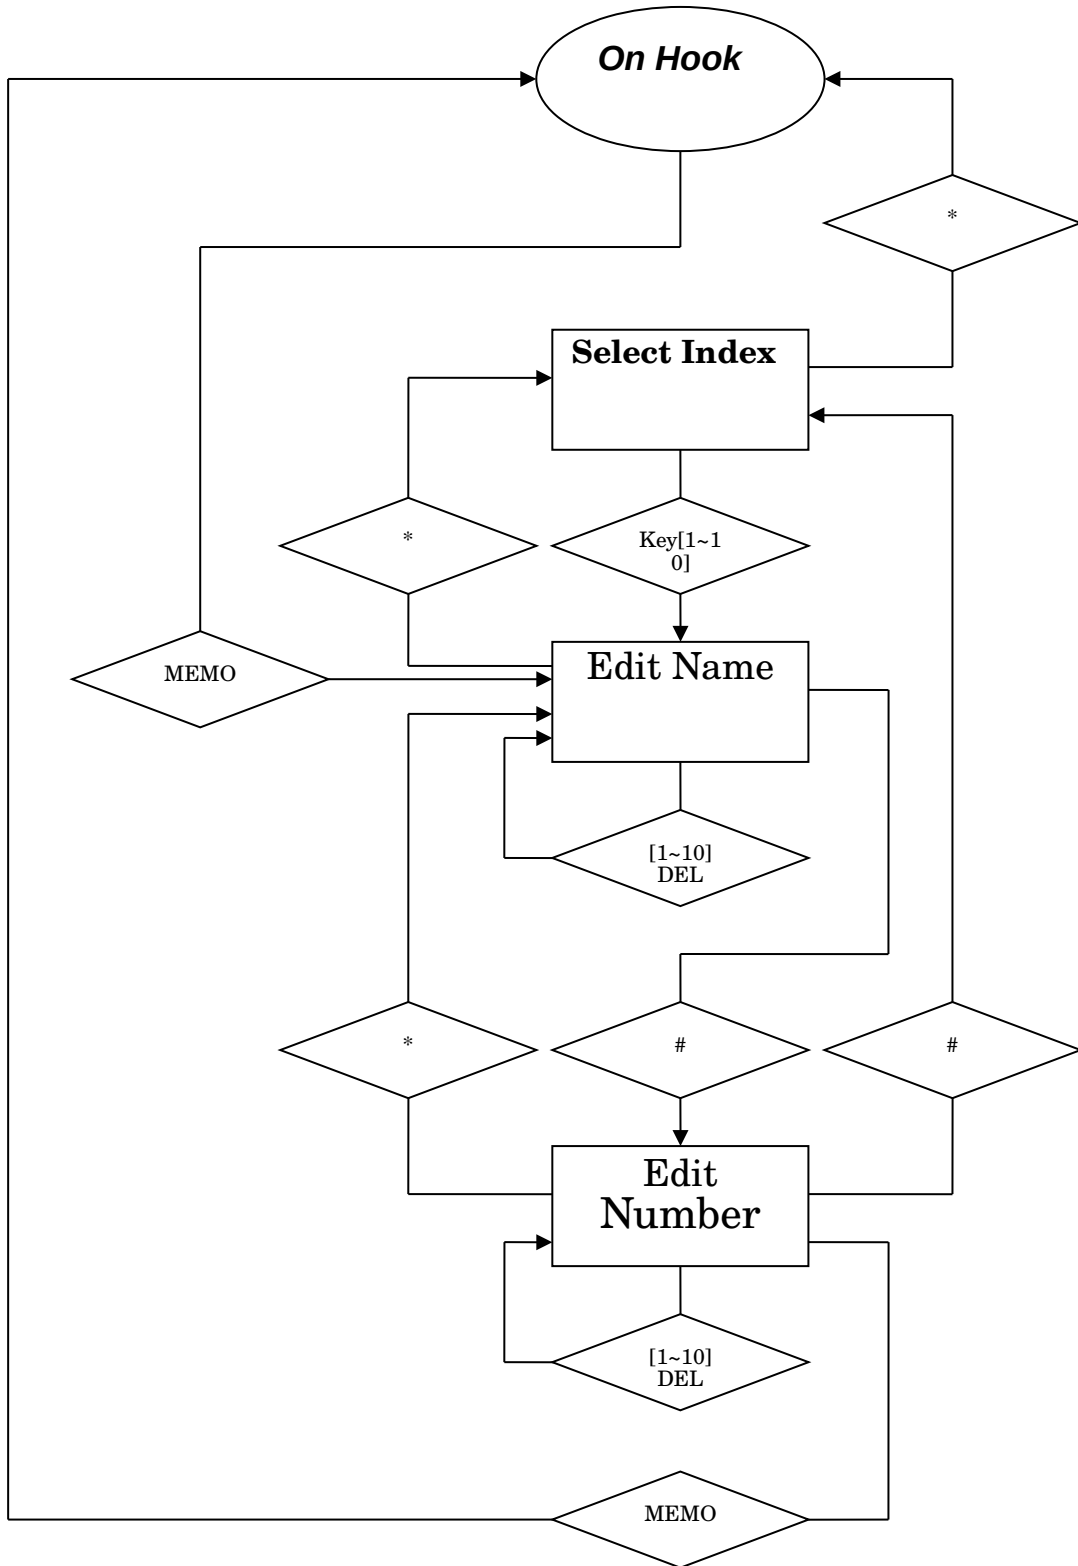 On Hook
*
Select Index
*
Key[1~1
0]
MEMO
Edit Name
[1~10]
DEL
*
#
#
Edit
Number
[1~10]
DEL
MEMO